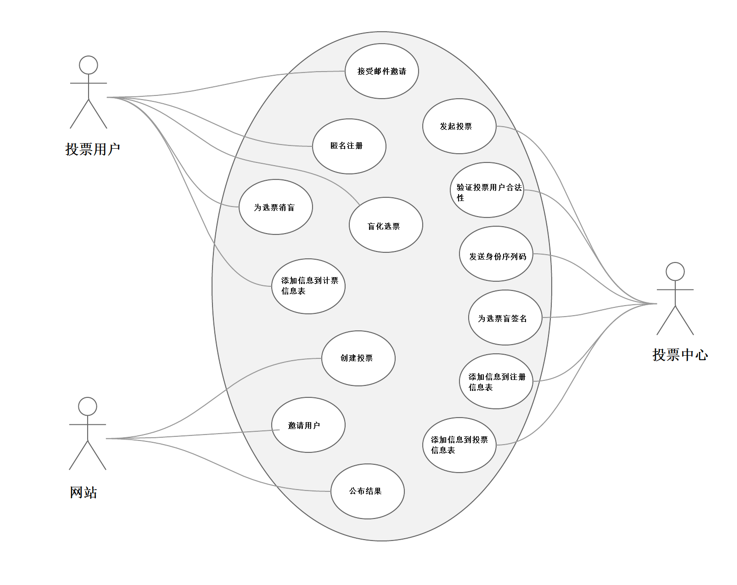 接受邮件邀请
投票用户
发起投票
匿名注册
验证投票用户合法
性
为选票消盲
盲化选票
发送身份序列码
添加信息到计票
信息表
为选票盲签名
投票中心
创建投票
添加信息到注册
信息表
邀请用户
添加信息到投票
信息表
网站
公布结果